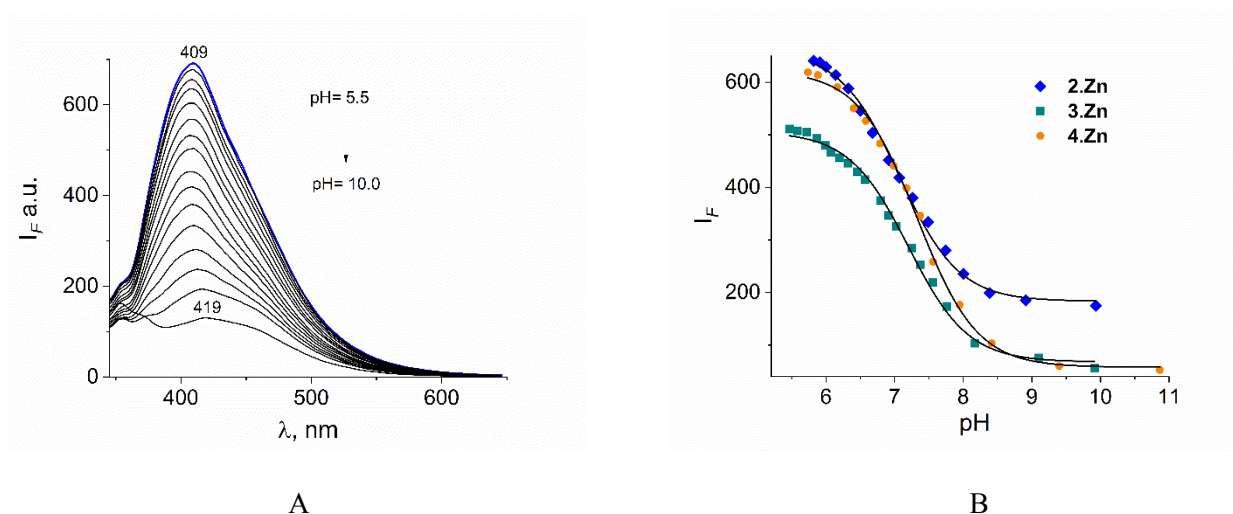 409
pH= 5.5
pH= 10.0
419
I_F a.u.
600
400
200
0
400 500 600
λ, nm
A
2.Zn
3.Zn
4.Zn
I_F
600
400
200
6 7 8 9 10 11
pH
B